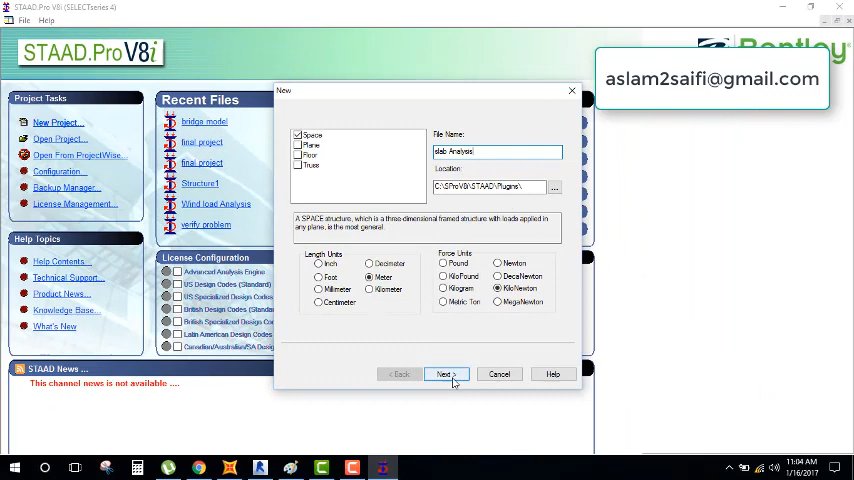 STAAD.Pro V8i (SELECTseries 4)
File Help
STAAD.Pro V8i
Bentley
aslam2saifi@gmail.com
Project Tasks
New Project...
Open Project...
Open From ProjectWise...
Configuration...
Backup Manager...
License Management...
Help Topics
Help Contents...
Technical Support...
Product News...
Knowledge Base...
What's New
Recent Files
bridge model
final project
final project
Structure1
Wind load Analysis
verify problem
License Configuration
Advanced Analysis Engine
US Design Codes (Standard)
US Specialized Design Codes
British Design Codes (Standard)
British Specialized Design Codes
Latin American Design Codes
Canadian/Australian/SA Desig
New
Space
Plane
Floor
Truss
File Name:
slab Analysis
Location:
C:\SProV8i\STAAD\Plugins\
...
A SPACE structure, which is a three-dimensional framed structure with loads applied in
any plane, is the most general.
Length Units
Inch
Decimeter
Foot
Meter
Millimeter
Kilometer
Centimeter
Force Units
Pound
Newton
KiloPound
DecaNewton
Kilogram
KiloNewton
Metric Ton
MegaNewton
< Back
Next >
Cancel
Help
STAAD News ...
This channel news is not available ....
11:04 AM
1/16/2017